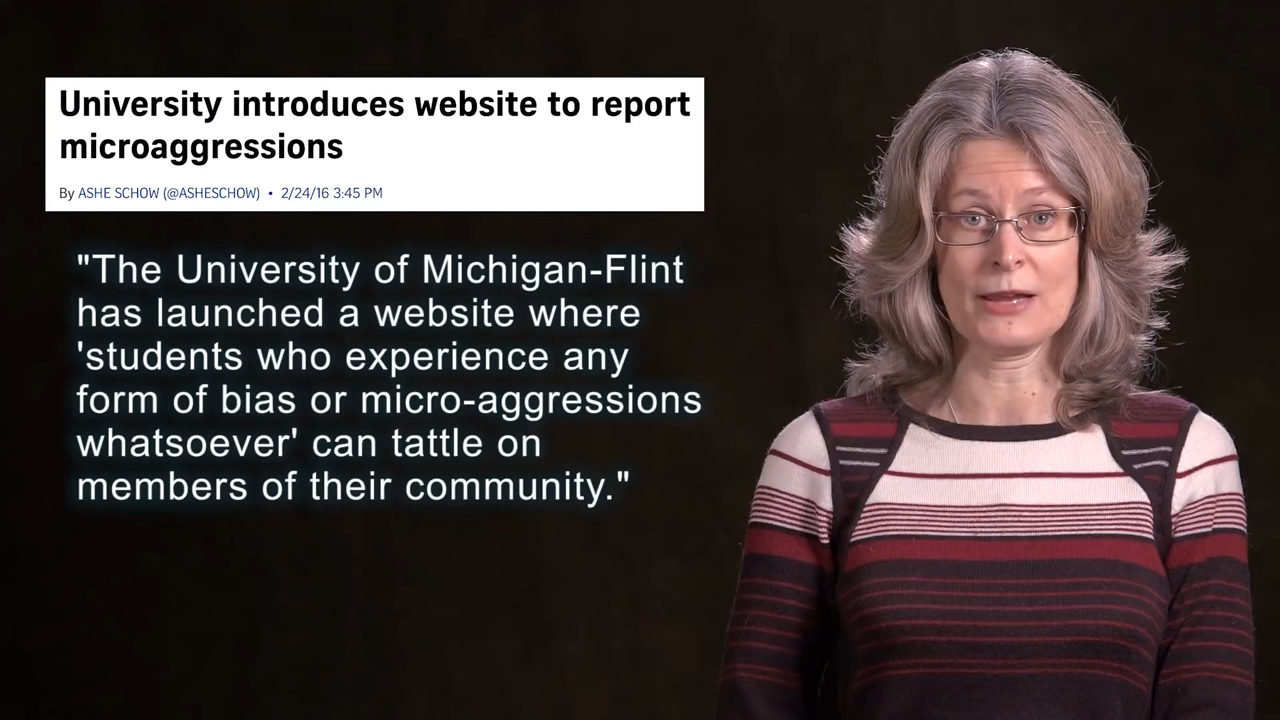 University introduces website to report
microaggressions
By ASHE SCHOW (@ASHESCHOW) • 2/24/16 3:45 PM
"The University of Michigan-Flint
has launched a website where
'students who experience any
form of bias or micro-aggressions
whatsoever' can tattle on
members of their community."